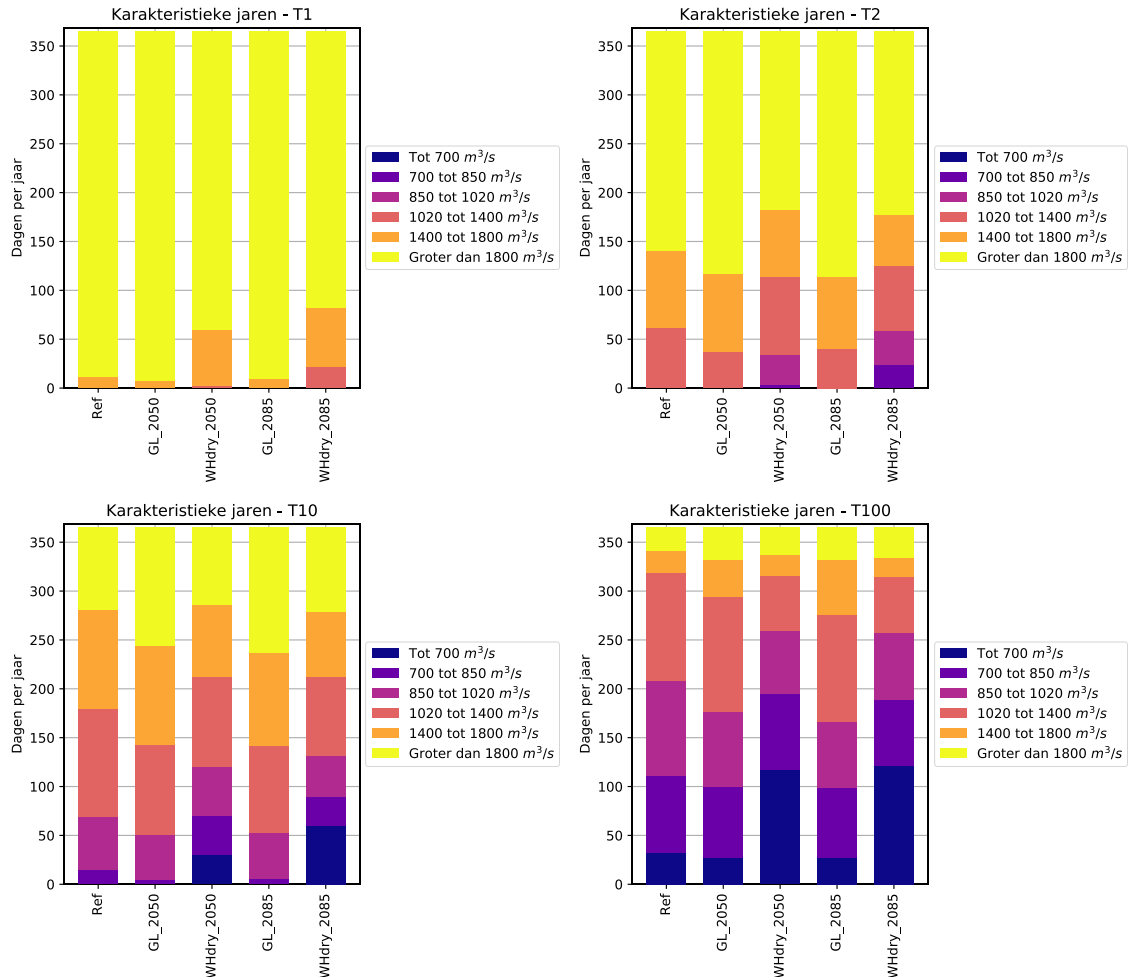 Karakteristieke jaren - T1
Dagen per jaar
350
300
250
200
150
100
50
0
Ref
GL_2050
WHdry_2050
GL_2085
WHdry_2085
Tot 700 m³/s
700 tot 850 m³/s
850 tot 1020 m³/s
1020 tot 1400 m³/s
1400 tot 1800 m³/s
Groter dan 1800 m³/s
Karakteristieke jaren - T2
Dagen per jaar
350
300
250
200
150
100
50
0
Ref
GL_2050
WHdry_2050
GL_2085
WHdry_2085
Tot 700 m³/s
700 tot 850 m³/s
850 tot 1020 m³/s
1020 tot 1400 m³/s
1400 tot 1800 m³/s
Groter dan 1800 m³/s
Karakteristieke jaren - T10
Dagen per jaar
350
300
250
200
150
100
50
0
Ref
GL_2050
WHdry_2050
GL_2085
WHdry_2085
Tot 700 m³/s
700 tot 850 m³/s
850 tot 1020 m³/s
1020 tot 1400 m³/s
1400 tot 1800 m³/s
Groter dan 1800 m³/s
Karakteristieke jaren - T100
Dagen per jaar
350
300
250
200
150
100
50
0
Ref
GL_2050
WHdry_2050
GL_2085
WHdry_2085
Tot 700 m³/s
700 tot 850 m³/s
850 tot 1020 m³/s
1020 tot 1400 m³/s
1400 tot 1800 m³/s
Groter dan 1800 m³/s